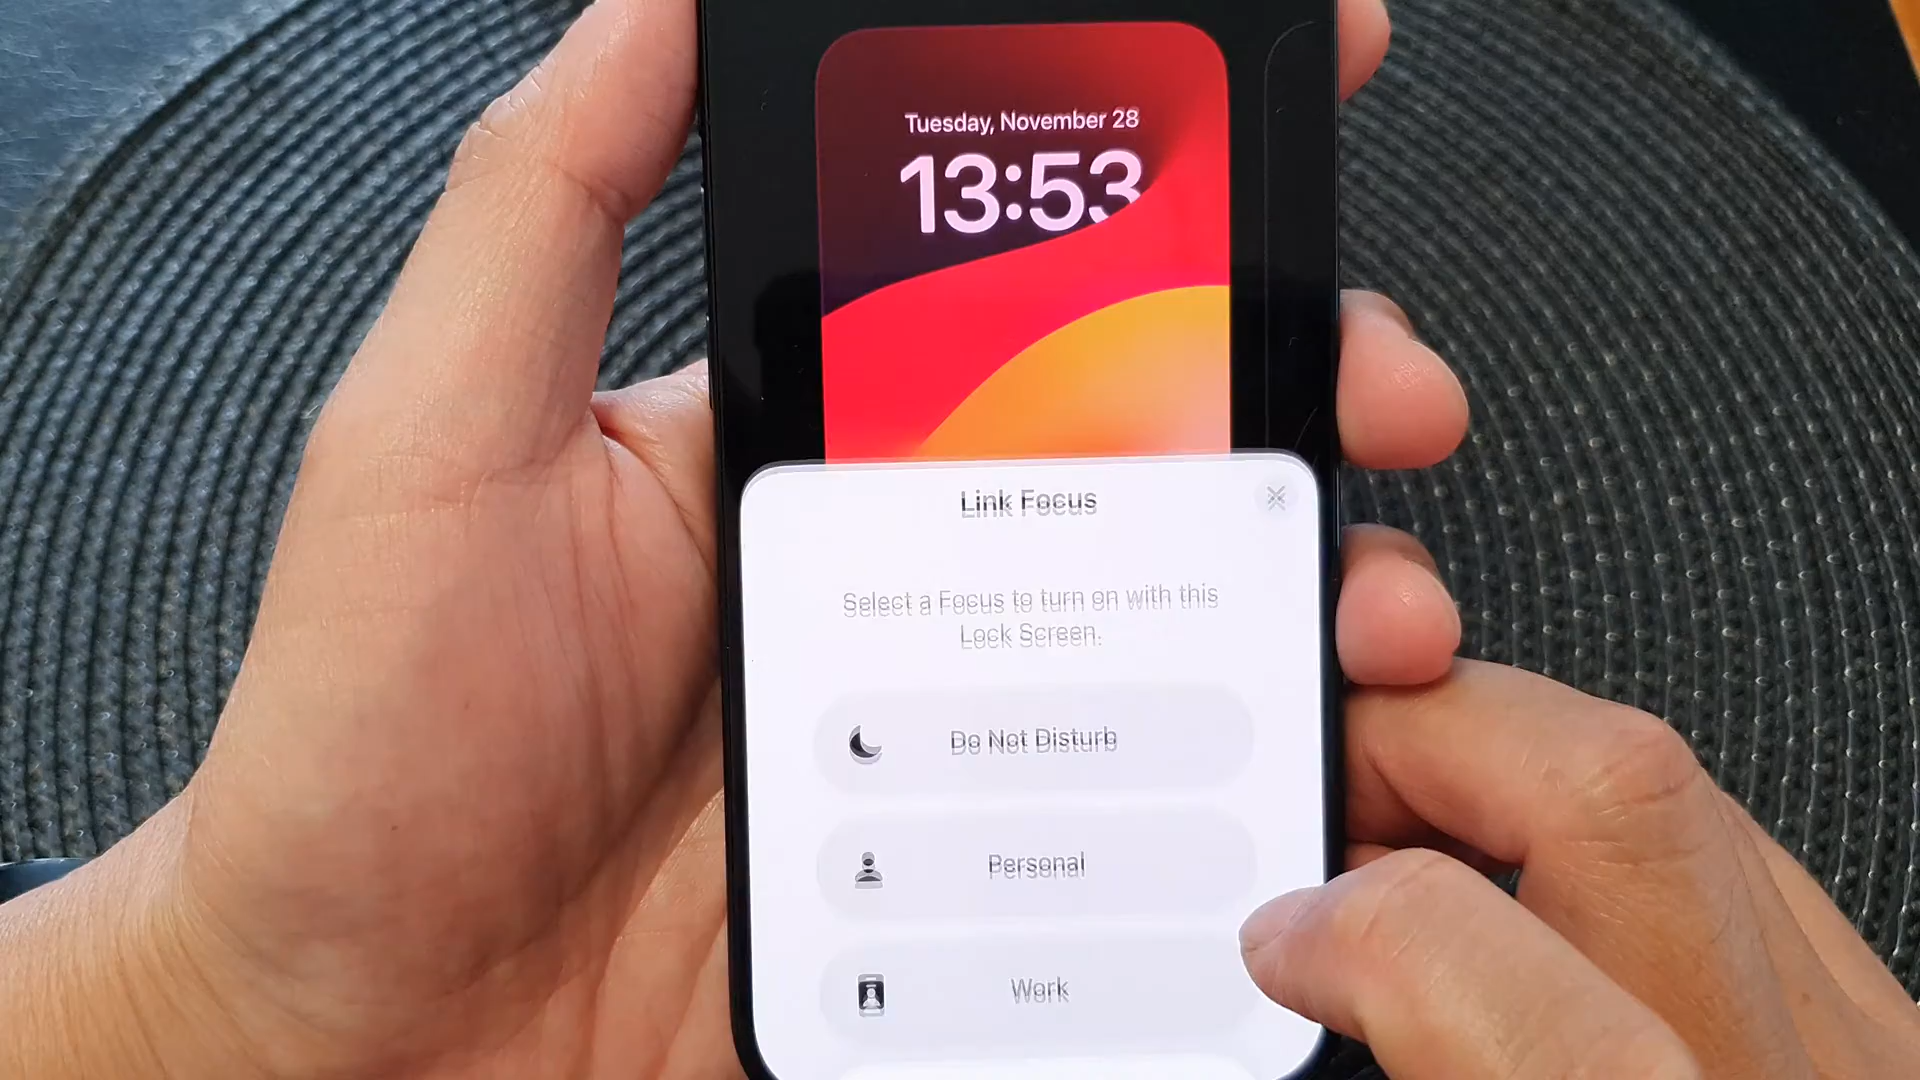 Tuesday, November 28
13:53
Link Focus
Select a Focus to turn on with this
Lock Screen.
Do Not Disturb
Personal
Work